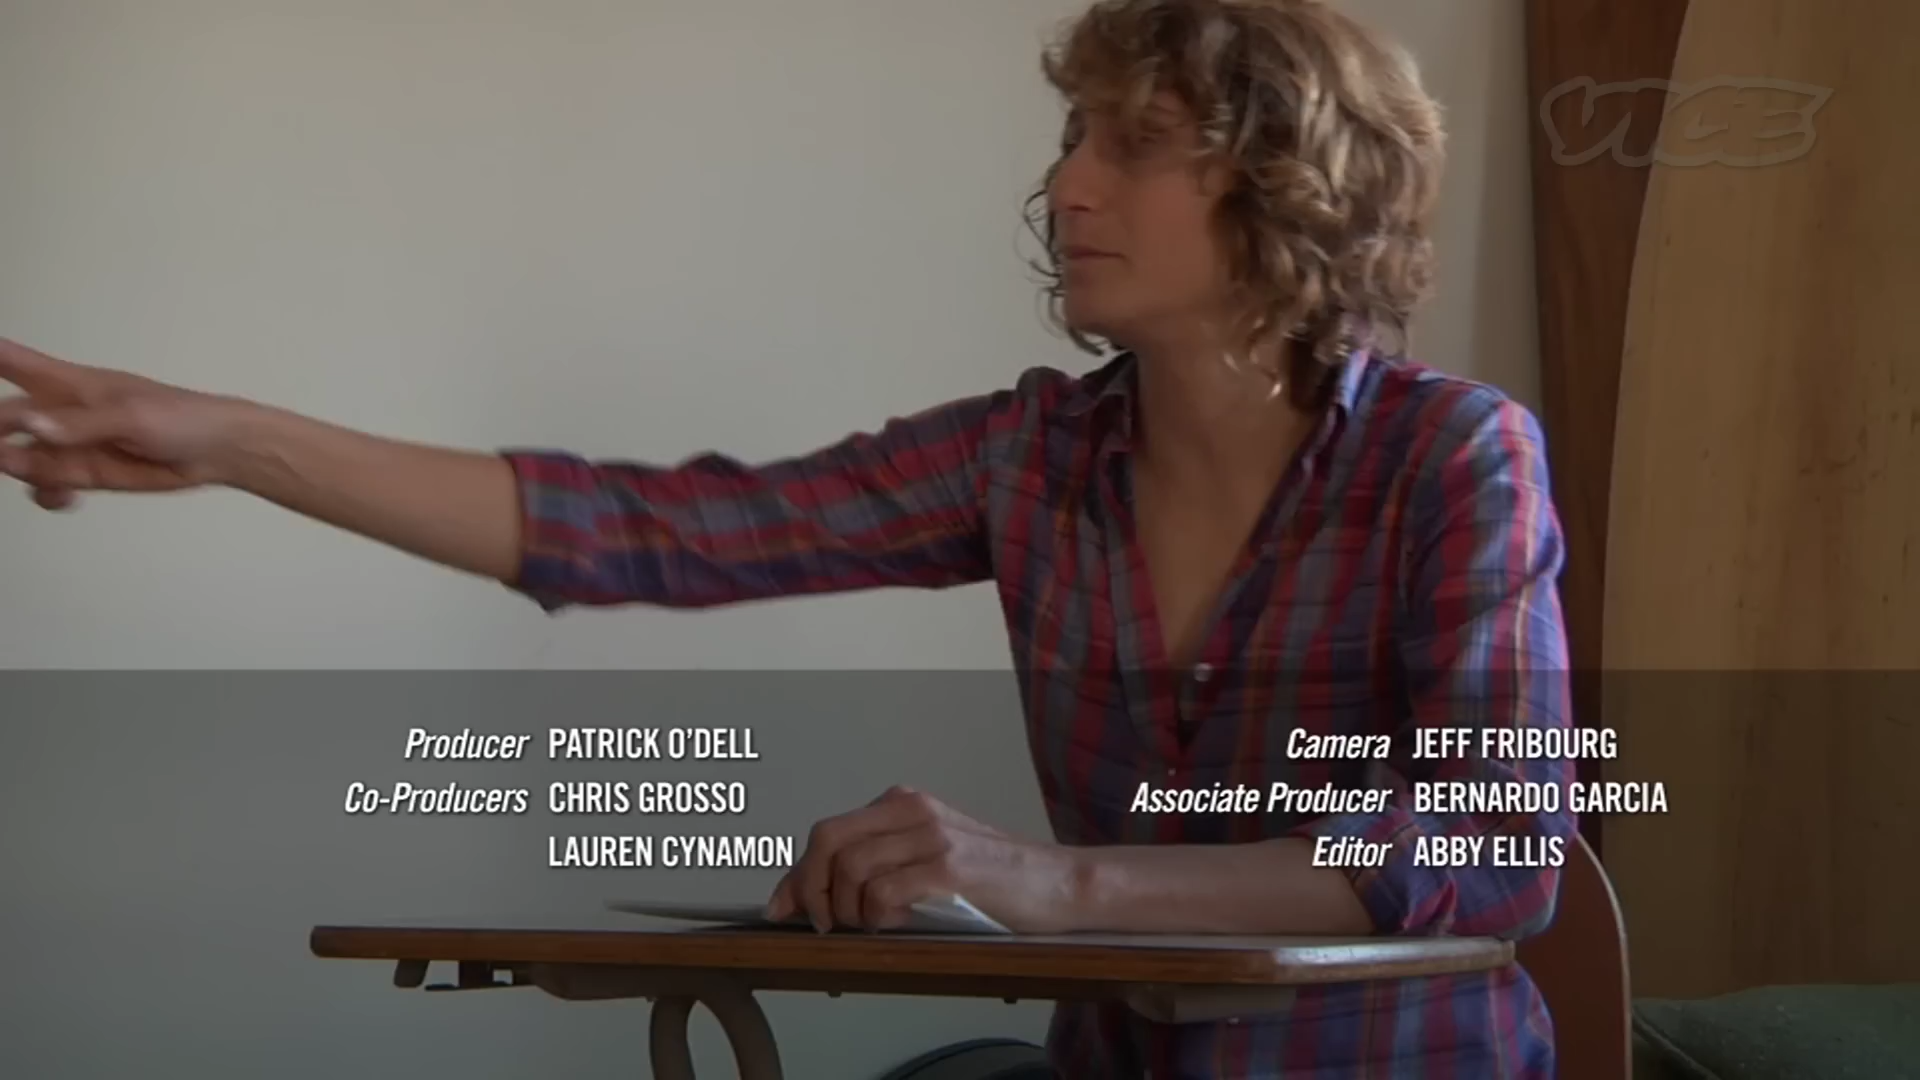 VICE
Producer PATRICK O'DELL
Co-Producers CHRIS GROSSO
LAUREN CYNAMON
Camera JEFF FRIBOURG
Associate Producer BERNARDO GARCIA
Editor ABBY ELLIS